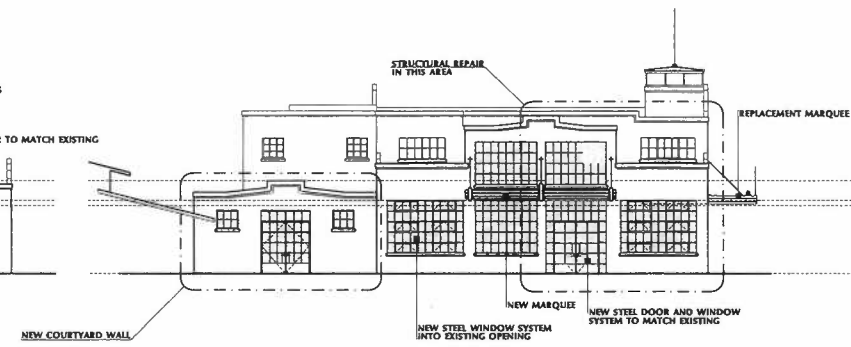 STRUCTURAL REPAIR
IN THIS AREA
REPLACEMENT MARQUEE
TO MATCH EXISTING
NEW COURTYARD WALL
NEW STEEL WINDOW SYSTEM
INTO EXISTING OPENING
NEW MARQUEE
NEW STEEL DOOR AND WINDOW
SYSTEM TO MATCH EXISTING